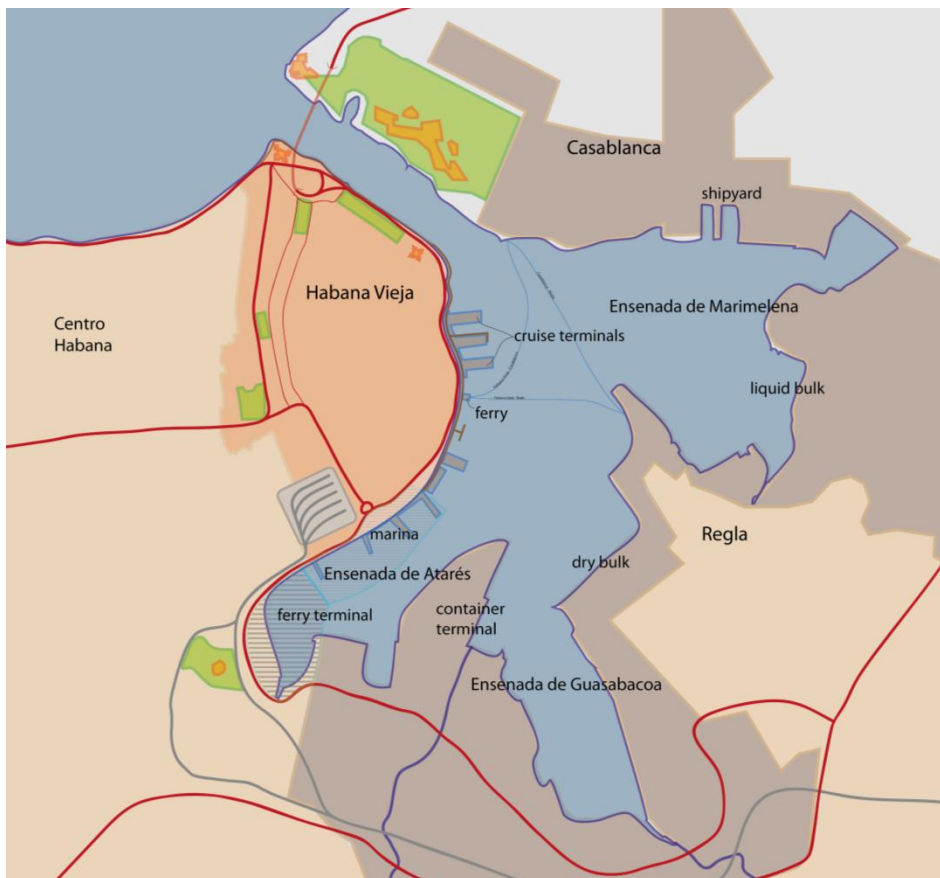 Casablanca
shipyard
Habana Vieja
Ensenada de Marimelena
Centro
Habana
cruise terminals
liquid bulk
ferry
marina
Regla
Ensenada de Atarés
dry bulk
ferry terminal
container
terminal
Ensenada de Guasabacoa